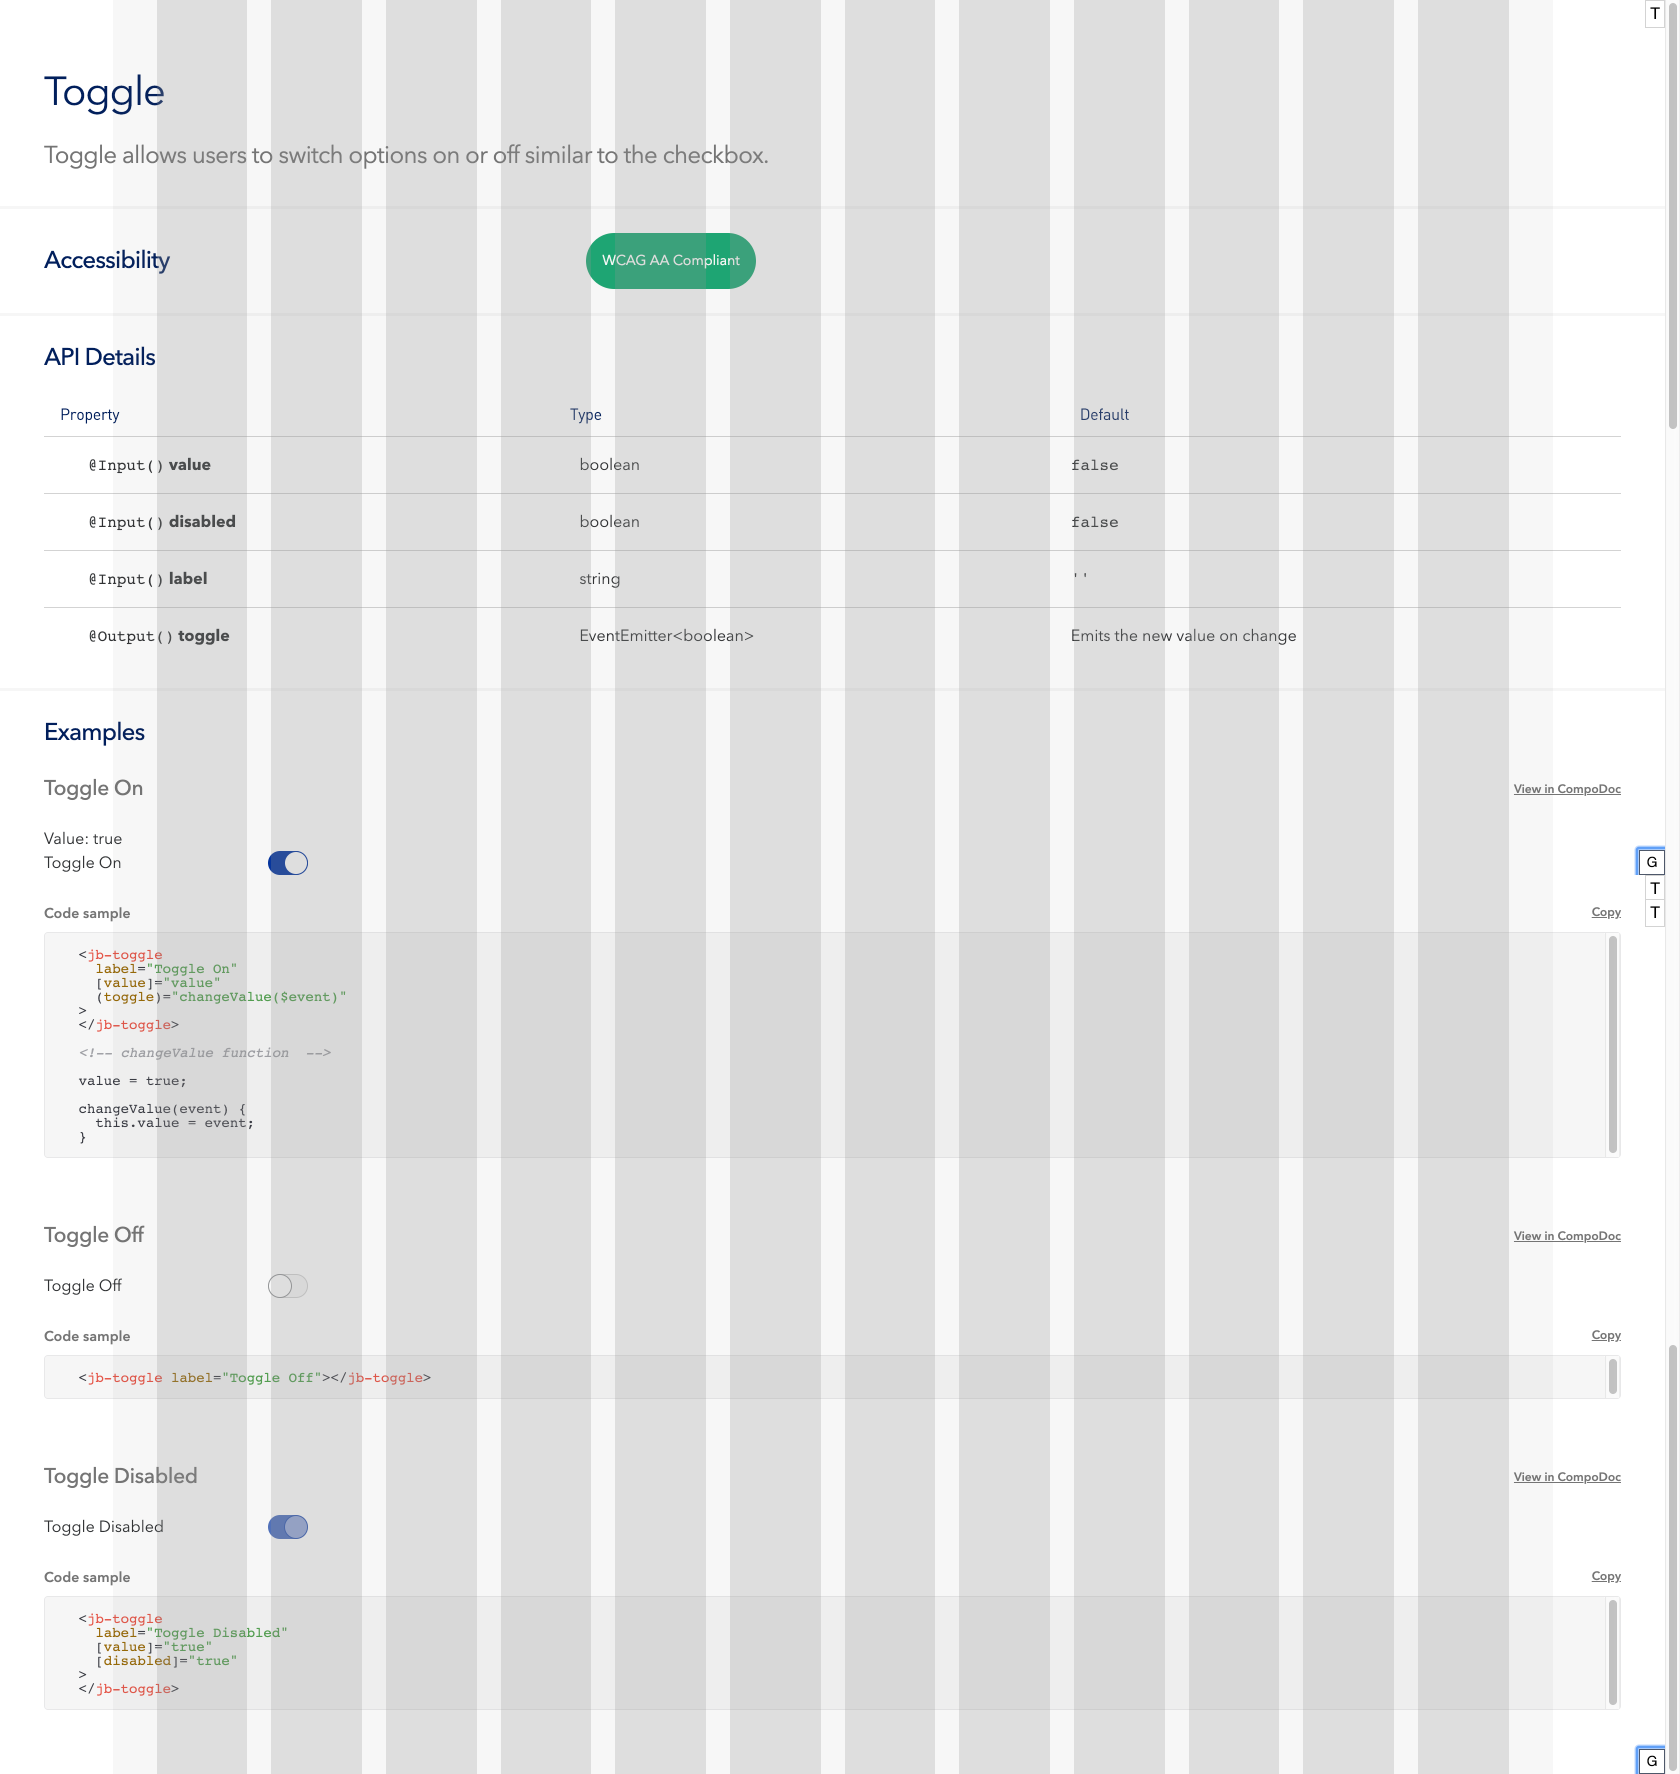 T
Toggle
Toggle allows users to switch options on or off similar to the checkbox.
Accessibility WCAG AA Compliant
API Details
Property Type Default
@Input() value boolean false
@Input() disabled boolean false
@Input() label string ''
@Output() toggle EventEmitter<boolean> Emits the new value on change
Examples
Toggle On View in CompoDoc
Value: true
Toggle On G
T
Code sample Copy T
<jb-toggle
  label="Toggle On"
  [value]="value"
  (toggle)="changeValue($event)"
>
</jb-toggle>
<!-- changeValue function  -->
value = true;
changeValue(event) {
  this.value = event;
}
Toggle Off View in CompoDoc
Toggle Off
Code sample Copy
<jb-toggle label="Toggle Off"></jb-toggle>
Toggle Disabled View in CompoDoc
Toggle Disabled
Code sample Copy
<jb-toggle
  label="Toggle Disabled"
  [value]="true"
  [disabled]="true"
>
</jb-toggle>
G